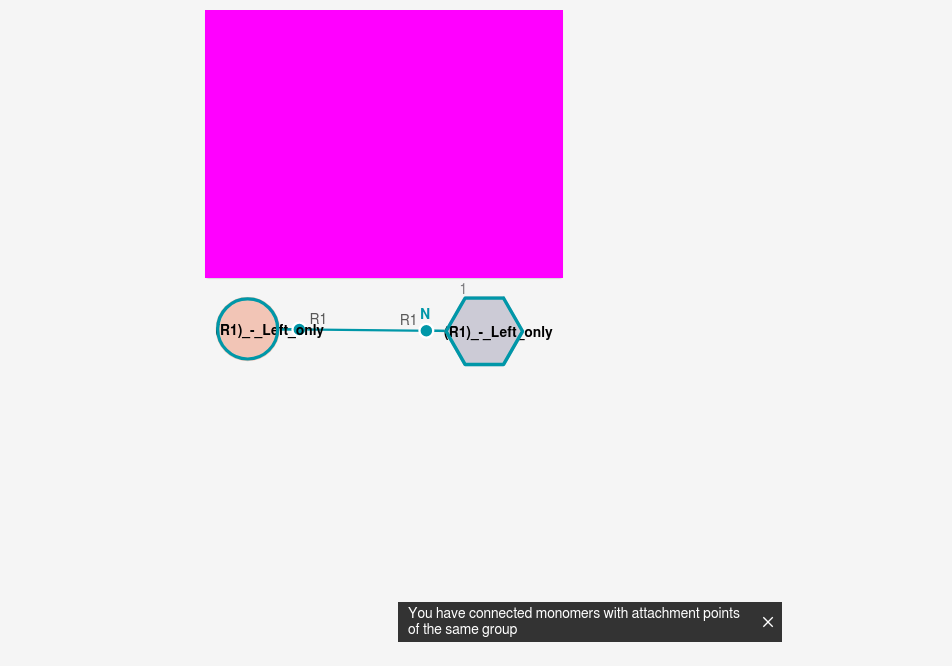 1
R1
R1
N
R1)_-_Left_only
(R1)_-_Left_only
You have connected monomers with attachment points
of the same group